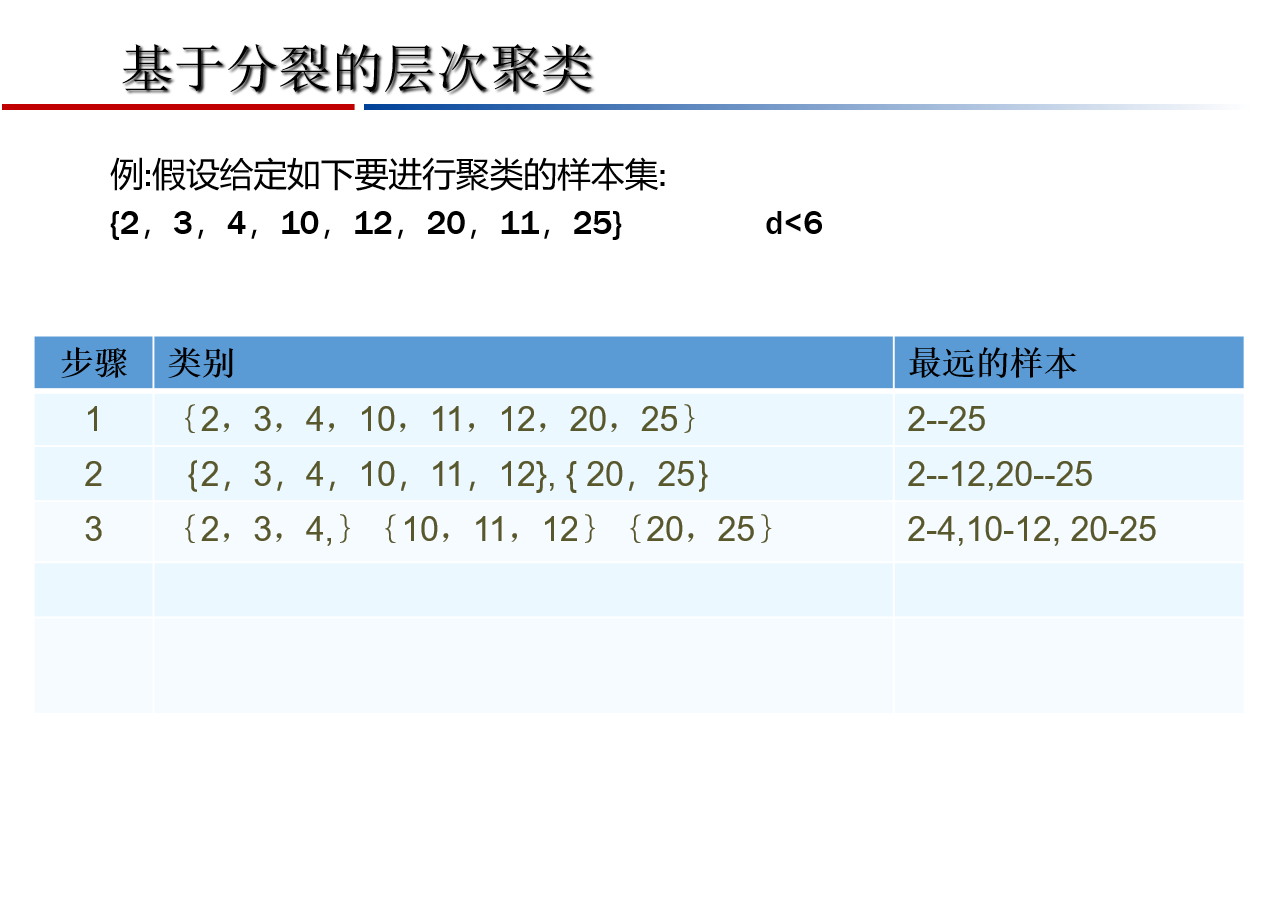 基于分裂的层次聚类
例:假设给定如下要进行聚类的样本集:
{2，3，4，10，12，20，11，25} d<6
步骤 类别 最远的样本
1 ｛2，3，4，10，11，12，20，25｝ 2--25
2 {2，3，4，10，11，12}, { 20，25} 2--12,20--25
3 ｛2，3，4,｝｛10，11，12｝｛20，25｝ 2-4,10-12, 20-25